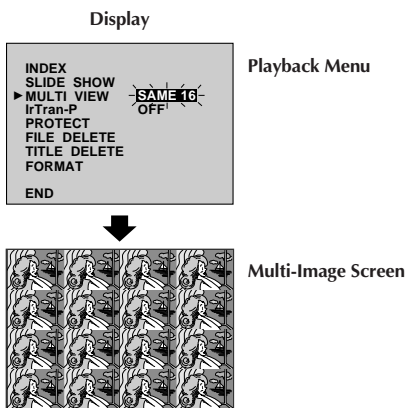 Display
INDEX
SLIDE SHOW
►MULTI VIEW SAME 16
IrTran-P OFF
PROTECT
FILE DELETE
TITLE DELETE
FORMAT
END
Playback Menu
Multi-Image Screen